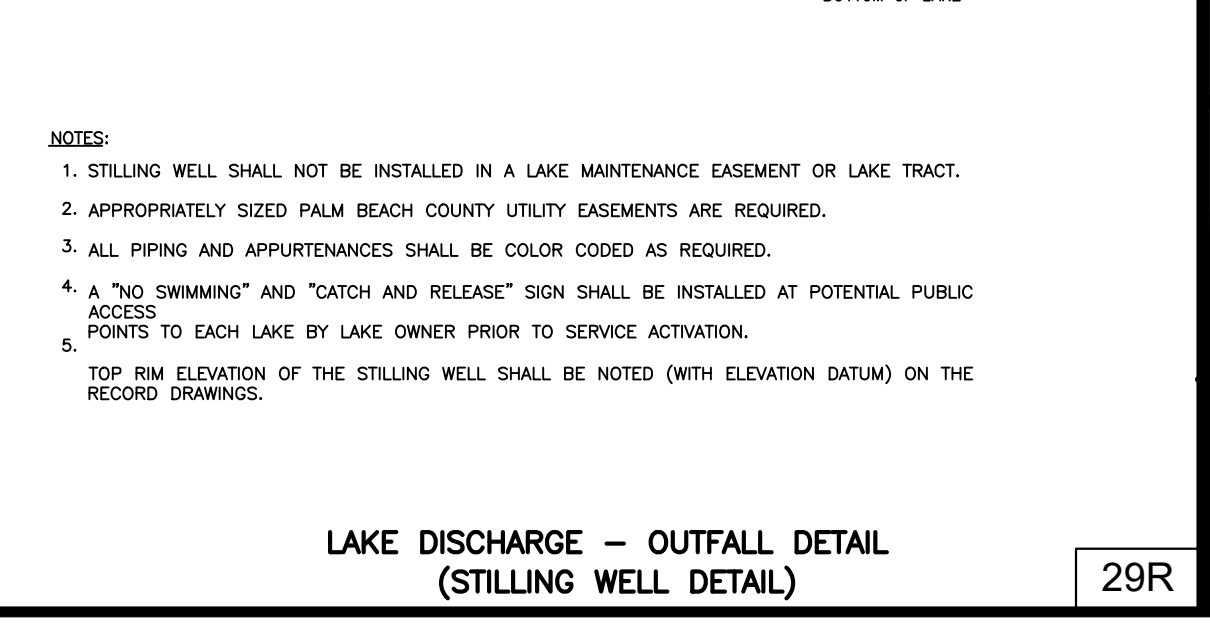 BOTTOM OF LAKE
NOTES:
1. STILLING WELL SHALL NOT BE INSTALLED IN A LAKE MAINTENANCE EASEMENT OR LAKE TRACT.
2. APPROPRIATELY SIZED PALM BEACH COUNTY UTILITY EASEMENTS ARE REQUIRED.
3. ALL PIPING AND APPURTENANCES SHALL BE COLOR CODED AS REQUIRED.
4. A "NO SWIMMING" AND "CATCH AND RELEASE" SIGN SHALL BE INSTALLED AT POTENTIAL PUBLIC
ACCESS
POINTS TO EACH LAKE BY LAKE OWNER PRIOR TO SERVICE ACTIVATION.
5.
TOP RIM ELEVATION OF THE STILLING WELL SHALL BE NOTED (WITH ELEVATION DATUM) ON THE
RECORD DRAWINGS.
LAKE DISCHARGE – OUTFALL DETAIL
(STILLING WELL DETAIL)
29R